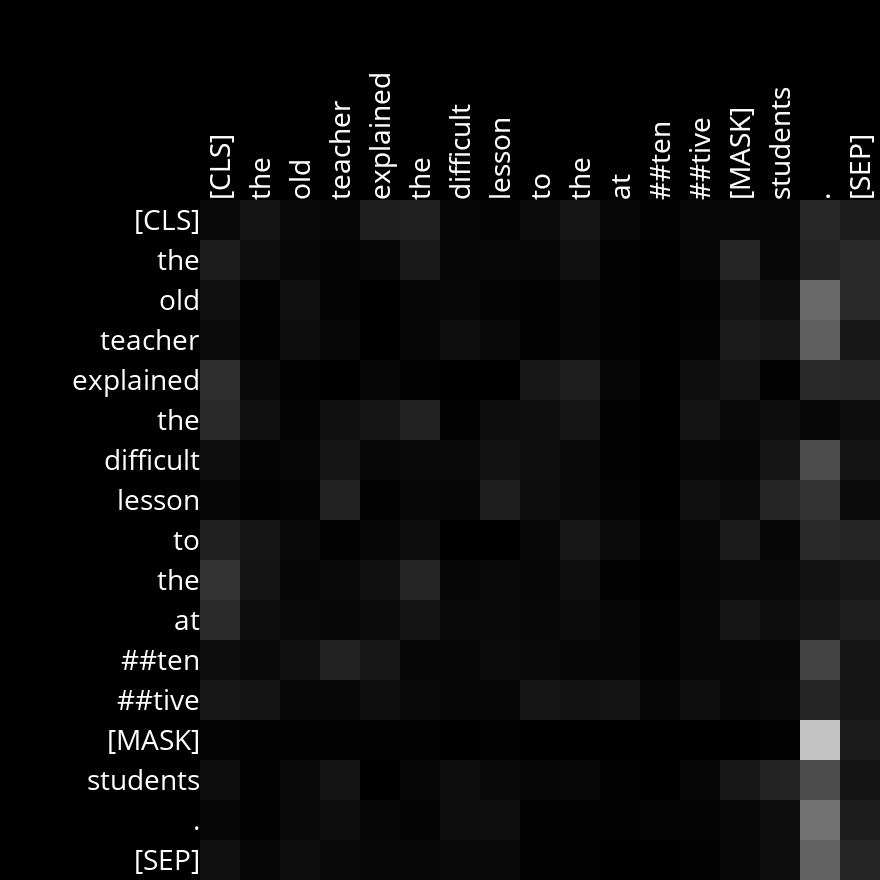 [CLS] the old teacher explained the difficult lesson to the at ##ten ##tive [MASK] students . [SEP]
[CLS]
the
old
teacher
explained
the
difficult
lesson
to
the
at
##ten
##tive
[MASK]
students
.
[SEP]